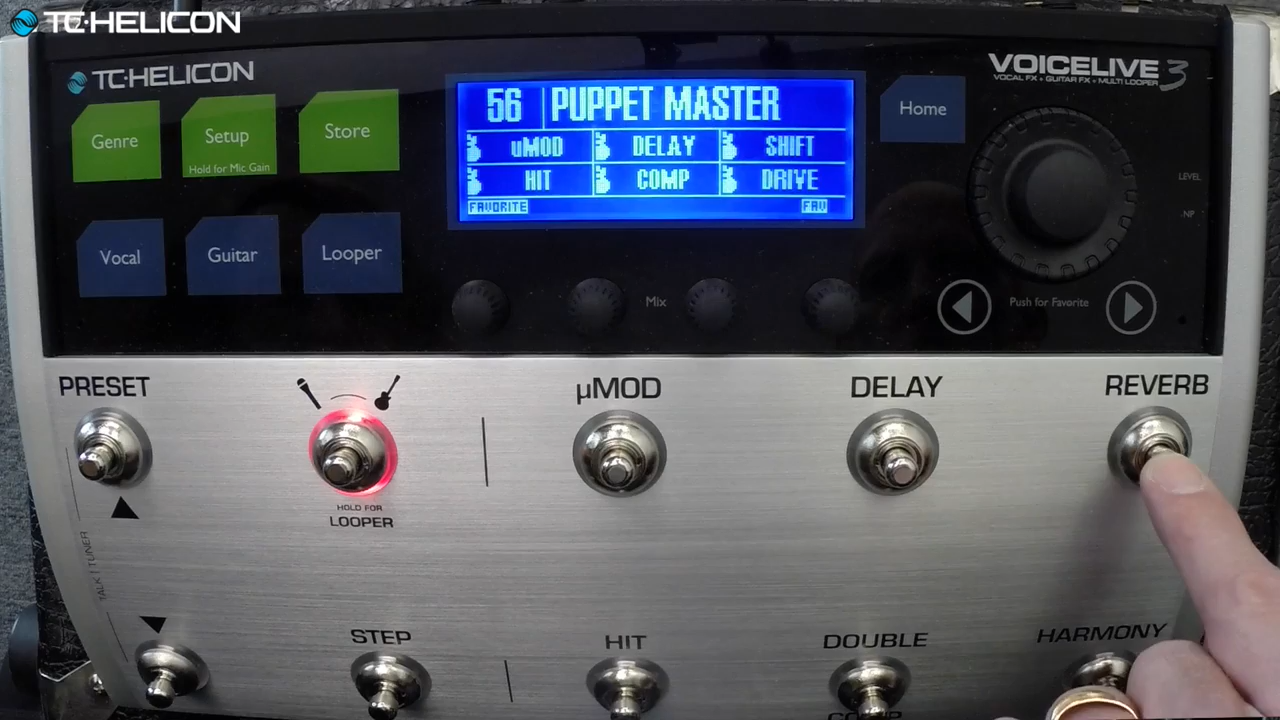 TC·HELICON
TC·HELICON
VOICELIVE 3
VOCAL FX + GUITAR FX + MULTI LOOPER
Genre
Setup
Hold for Mic Gain
Store
56 PUPPET MASTER
uMOD DELAY SHIFT
HIT COMP DRIVE
FAVORITE FAV
Home
LEVEL
Vocal
Guitar
Looper
Mix
Push for Favorite
PRESET
µMOD
DELAY
REVERB
HOLD FOR
LOOPER
TALK | TUNER
STEP
HIT
DOUBLE
HARMONY